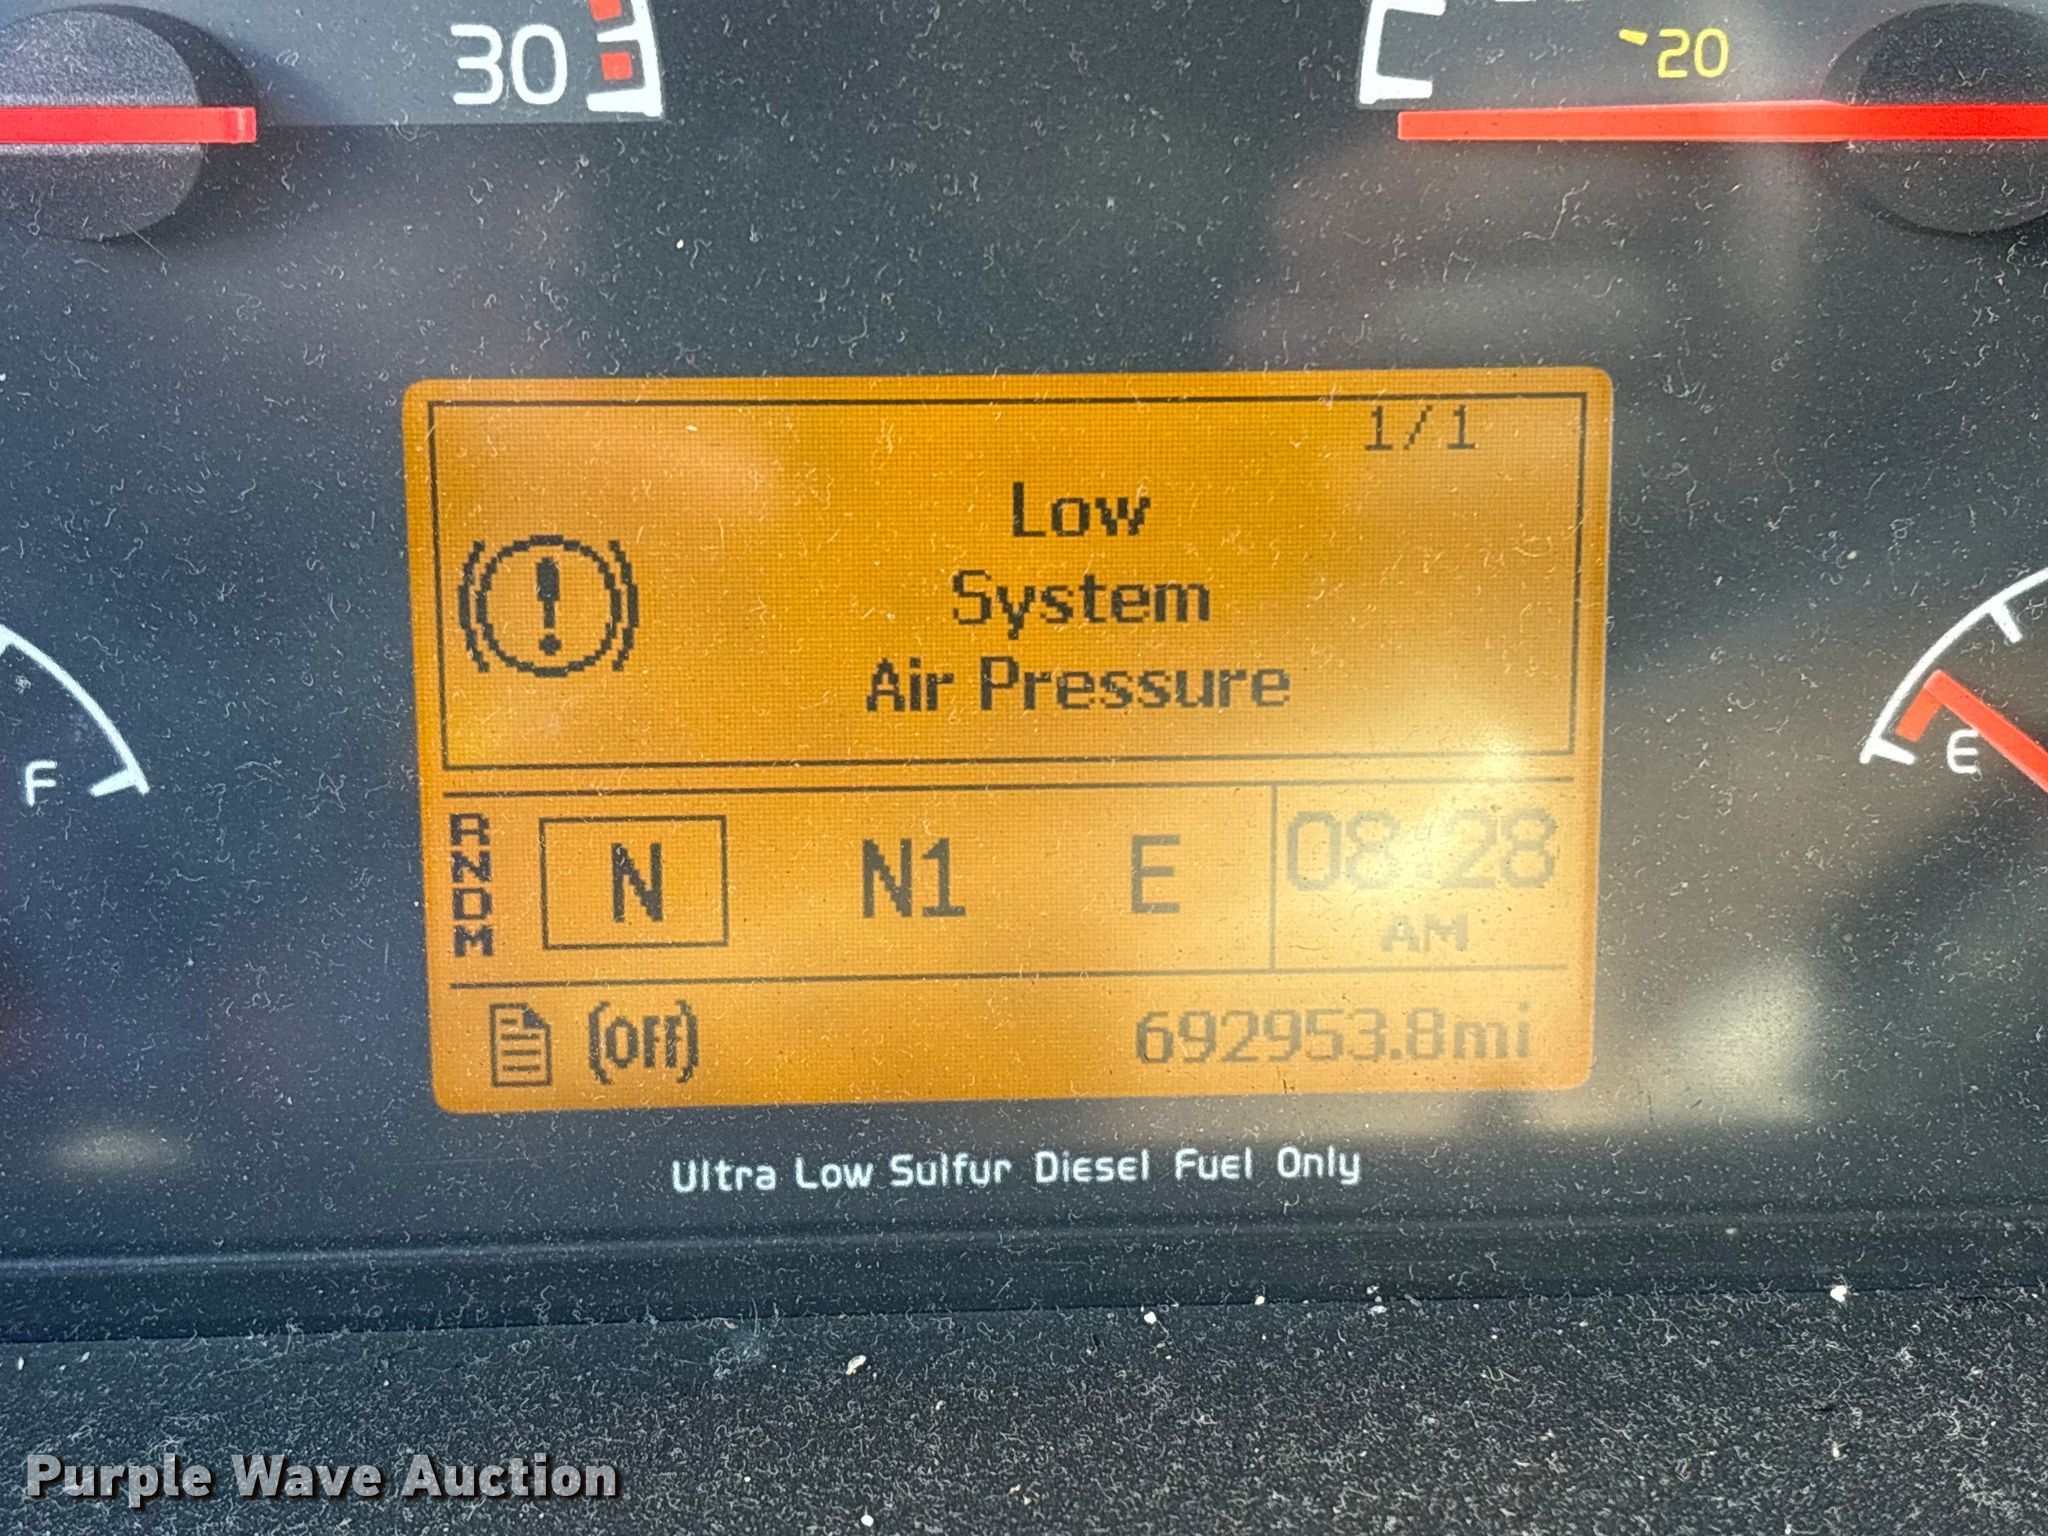 30
20
1/1
Low
System
Air Pressure
F
E
RNDM
N N1 E
08:28
AM
(OFF) 692953.8mi
Ultra Low Sulfur Diesel Fuel Only
Purple Wave Auction